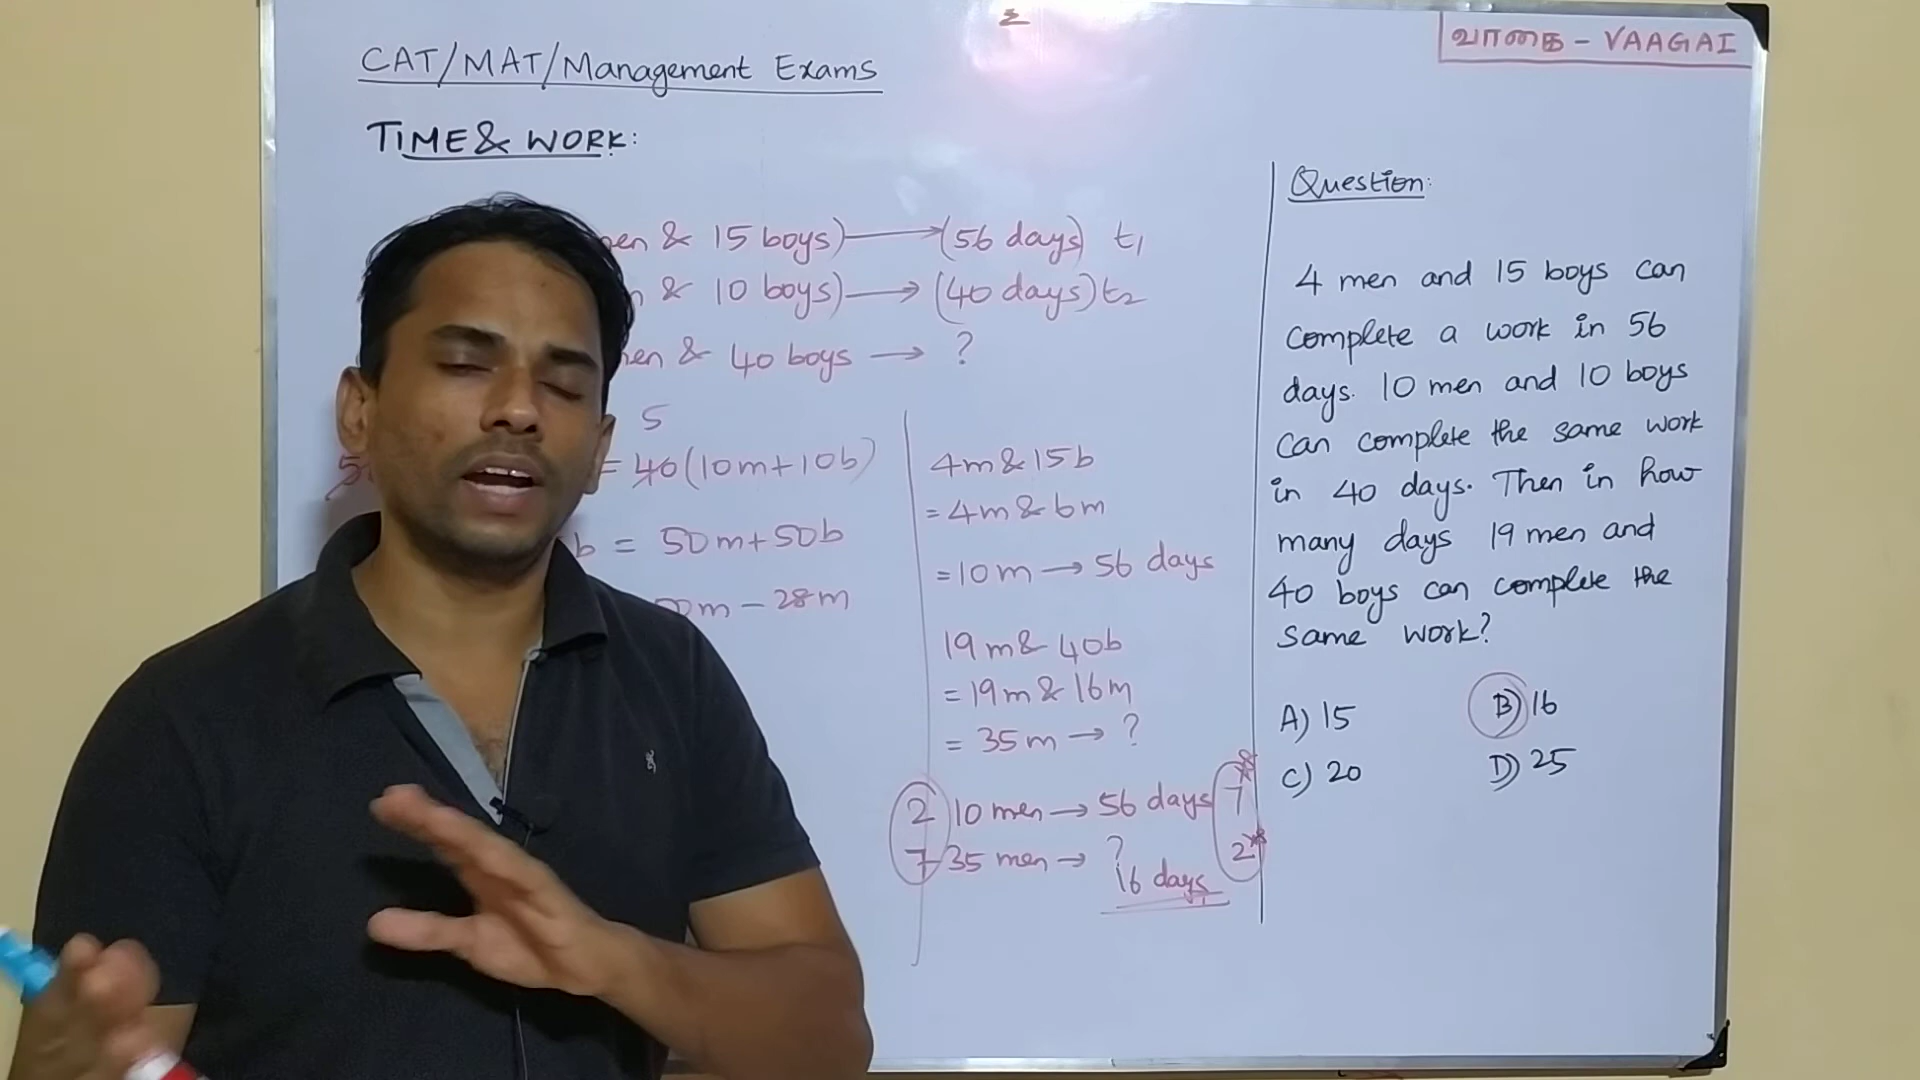 CAT/MAT/Management Exams
வாகை - VAAGAI
TIME & WORK:
& 15 boys) → (56 days) t1
& 10 boys) → (40 days) t2
& 40 boys → ?
5
= 40(10m+10b)
b = 50m+50b
- 28m
4m & 15b
= 4m & 6m
= 10m → 56 days
19m & 40b
= 19m & 16m
= 35m → ?
2 10 men → 56 days 7
7 35 men → ? 2
16 days
Question:
4 men and 15 boys can
complete a work in 56
days. 10 men and 10 boys
can complete the same work
in 40 days. Then in how
many days 19 men and
40 boys can complete the
same work?
A) 15 B) 16
C) 20 D) 25